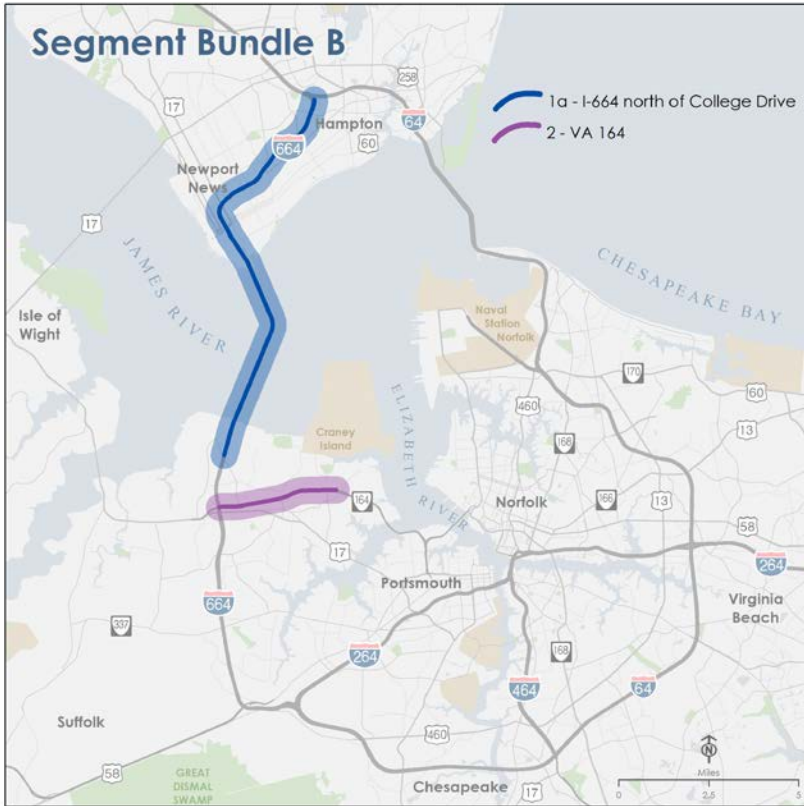 Segment Bundle B
1a - I-664 north of College Drive
2 - VA 164
258
17
Hampton
64
664
60
Newport
News
17
JAMES RIVER
CHESAPEAKE BAY
Isle of
Wight
Naval
Station
Norfolk
170
460
60
Craney
Island
ELIZABETH RIVER
168
13
164
Norfolk
166
13
58
17
264
Portsmouth
664
Virginia
Beach
337
264
168
464
64
Suffolk
460
N
Miles
58
GREAT
DISMAL
SWAMP
Chesapeake
17
0 2.5 5